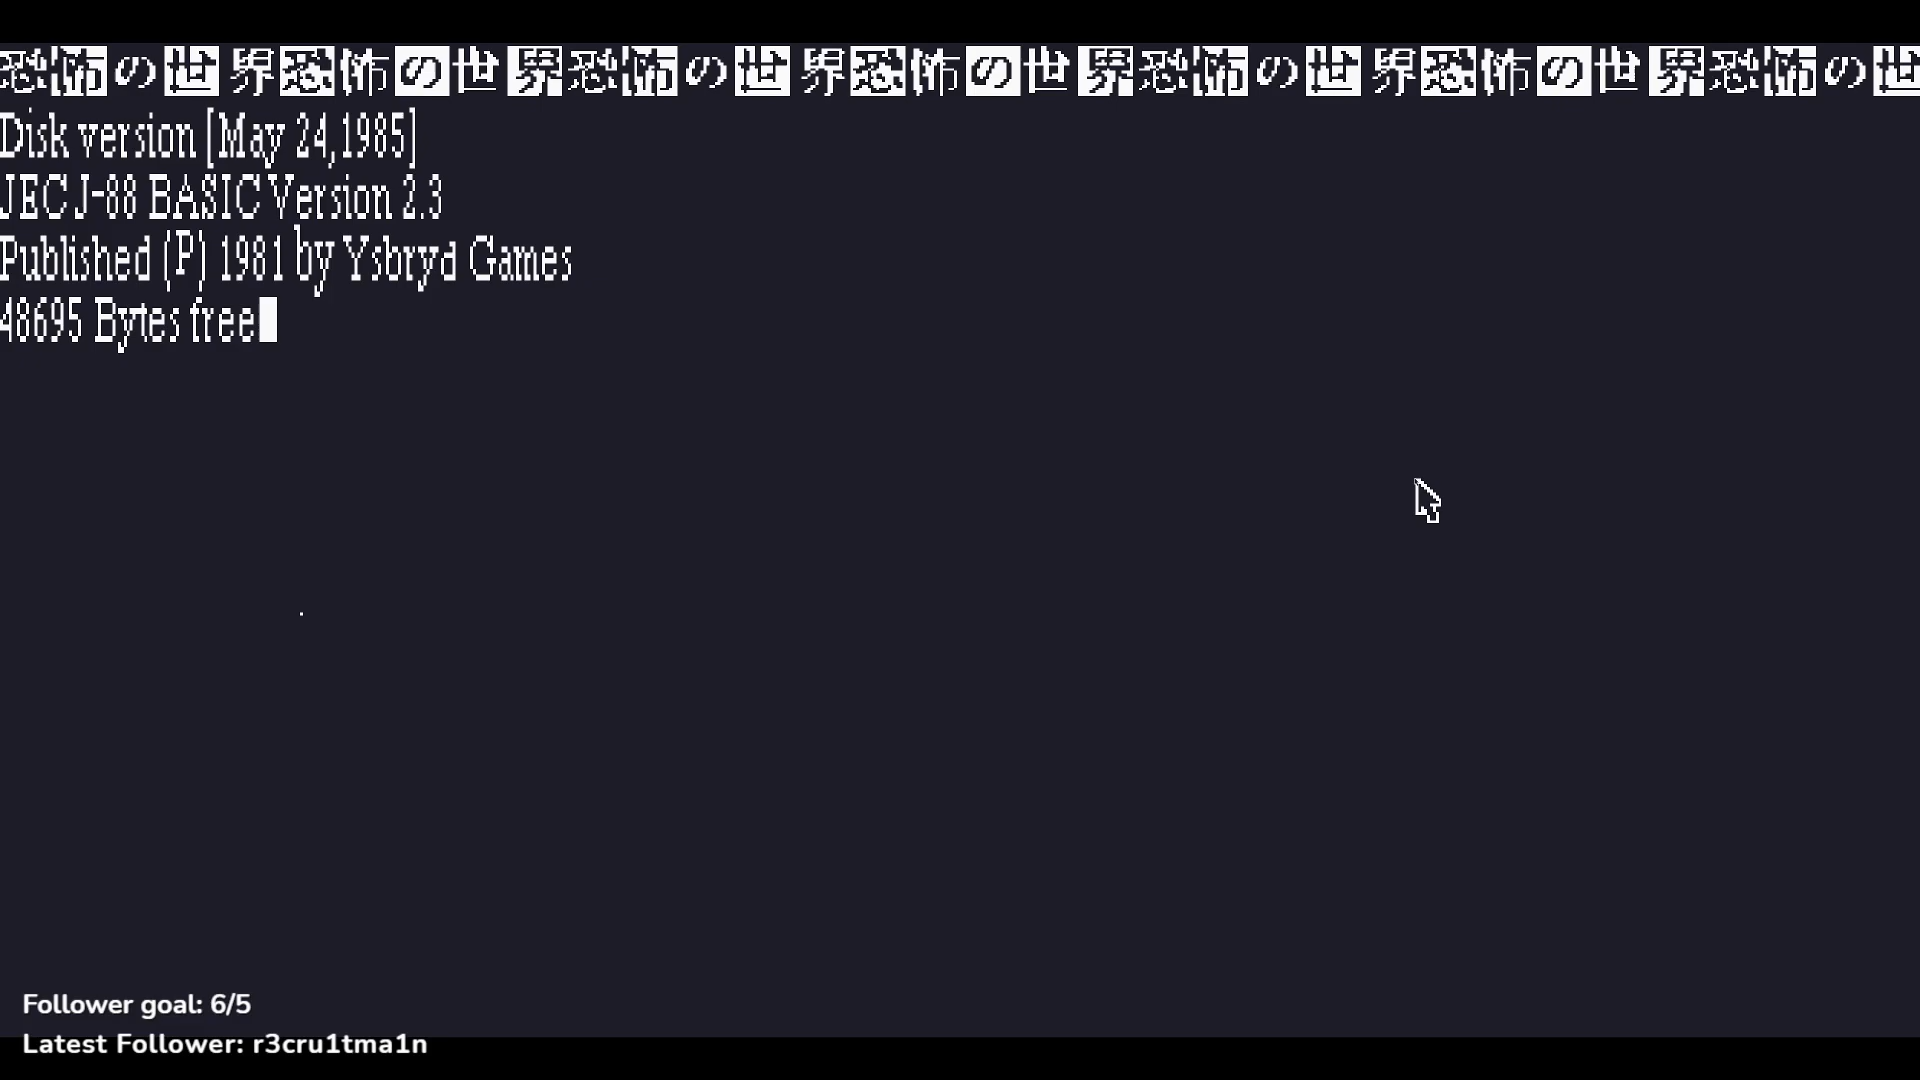 恐怖の世界恐怖の世界恐怖の世界恐怖の世界恐怖の世界恐怖の世界恐怖の世
Disk version [May 24,1985]
JEC J-88 BASIC Version 2.3
Published (P) 1981 by Ysbryd Games
48695 Bytes free
Follower goal: 6/5
Latest Follower: r3cru1tma1n